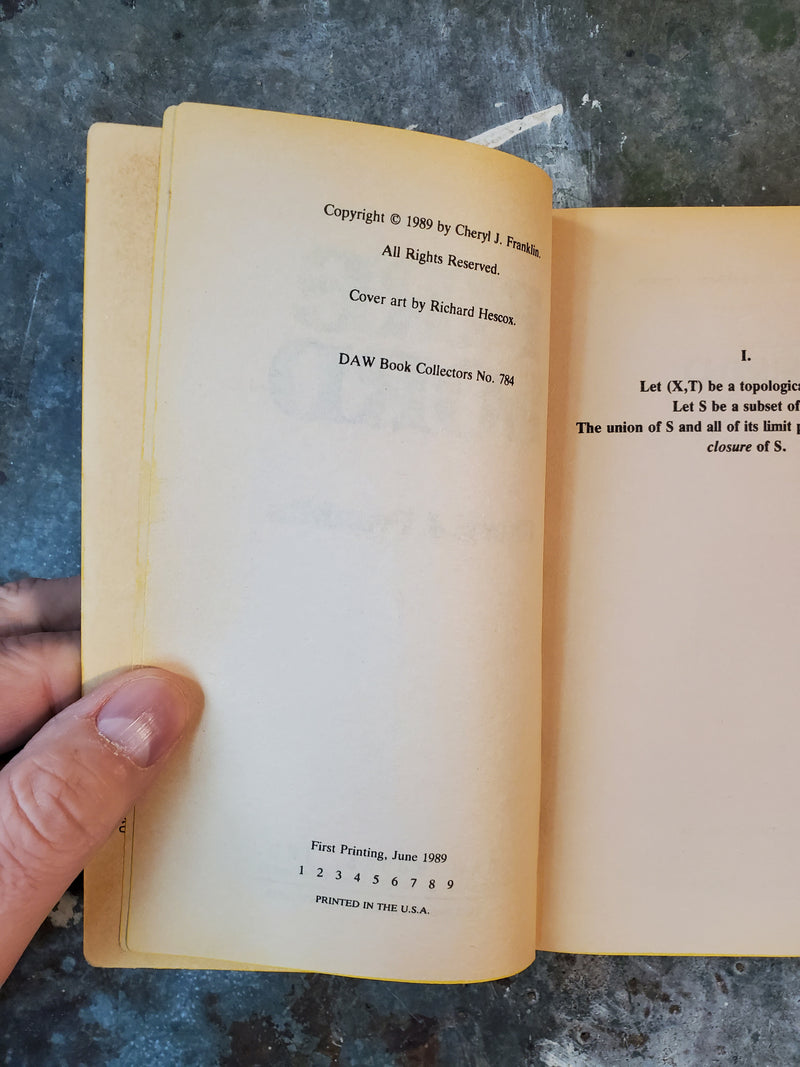 Copyright © 1989 by Cheryl J. Franklin.
All Rights Reserved.
Cover art by Richard Hescox.
DAW Book Collectors No. 784
First Printing, June 1989
1 2 3 4 5 6 7 8 9
PRINTED IN THE U.S.A.
I.
Let (X,T) be a topologica
Let S be a subset of
The union of S and all of its limit p
closure of S.